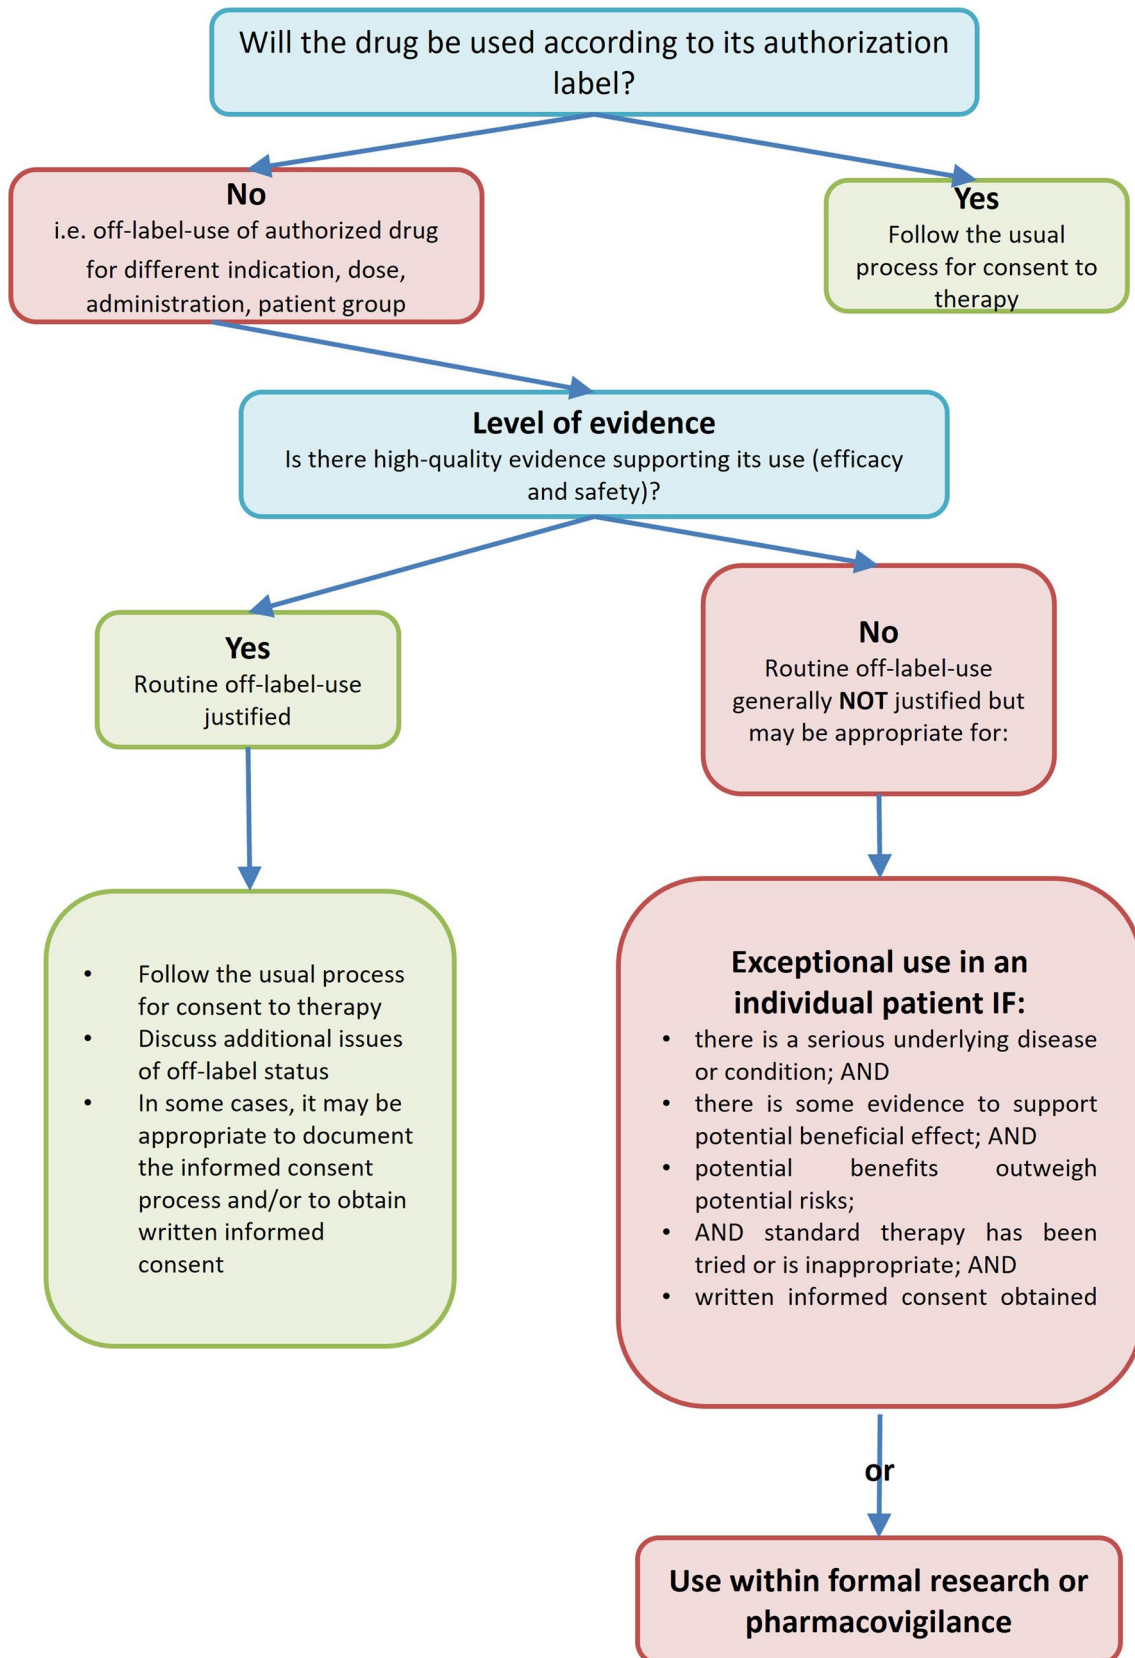 Will the drug be used according to its authorization
label?
No
i.e. off-label-use of authorized drug
for different indication, dose,
administration, patient group
Yes
Follow the usual
process for consent to
therapy
Level of evidence
Is there high-quality evidence supporting its use (efficacy
and safety)?
Yes
Routine off-label-use
justified
No
Routine off-label-use
generally NOT justified but
may be appropriate for:
• Follow the usual process
for consent to therapy
• Discuss additional issues
of off-label status
• In some cases, it may be
appropriate to document
the informed consent
process and/or to obtain
written informed
consent
Exceptional use in an
individual patient IF:
• there is a serious underlying disease
or condition; AND
• there is some evidence to support
potential beneficial effect; AND
• potential benefits outweigh
potential risks;
• AND standard therapy has been
tried or is inappropriate; AND
• written informed consent obtained
or
Use within formal research or
pharmacovigilance